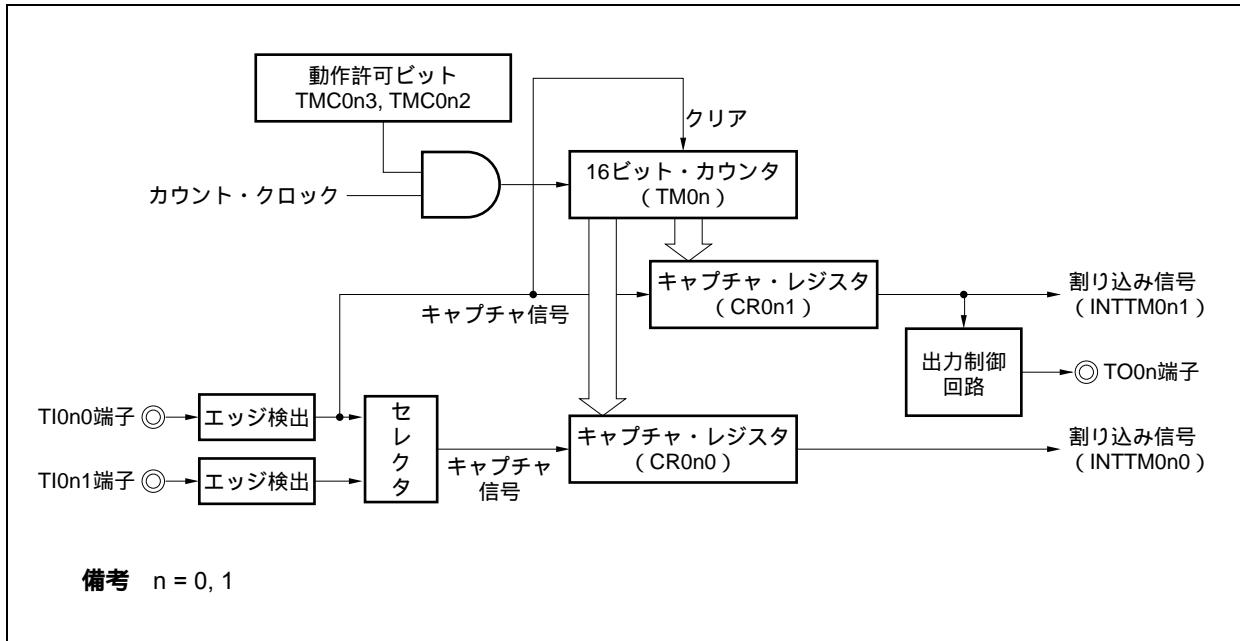 動作許可ビット
TMC0n3, TMC0n2
クリア
カウント・クロック
16ビット・カウンタ
（TM0n）
キャプチャ信号
キャプチャ・レジスタ
（CR0n1）
割り込み信号
（INTTM0n1）
出力制御
回路
TO0n端子
TI0n0端子
エッジ検出
TI0n1端子
エッジ検出
セレクタ
キャプチャ
信号
キャプチャ・レジスタ
（CR0n0）
割り込み信号
（INTTM0n0）
備考 n = 0, 1